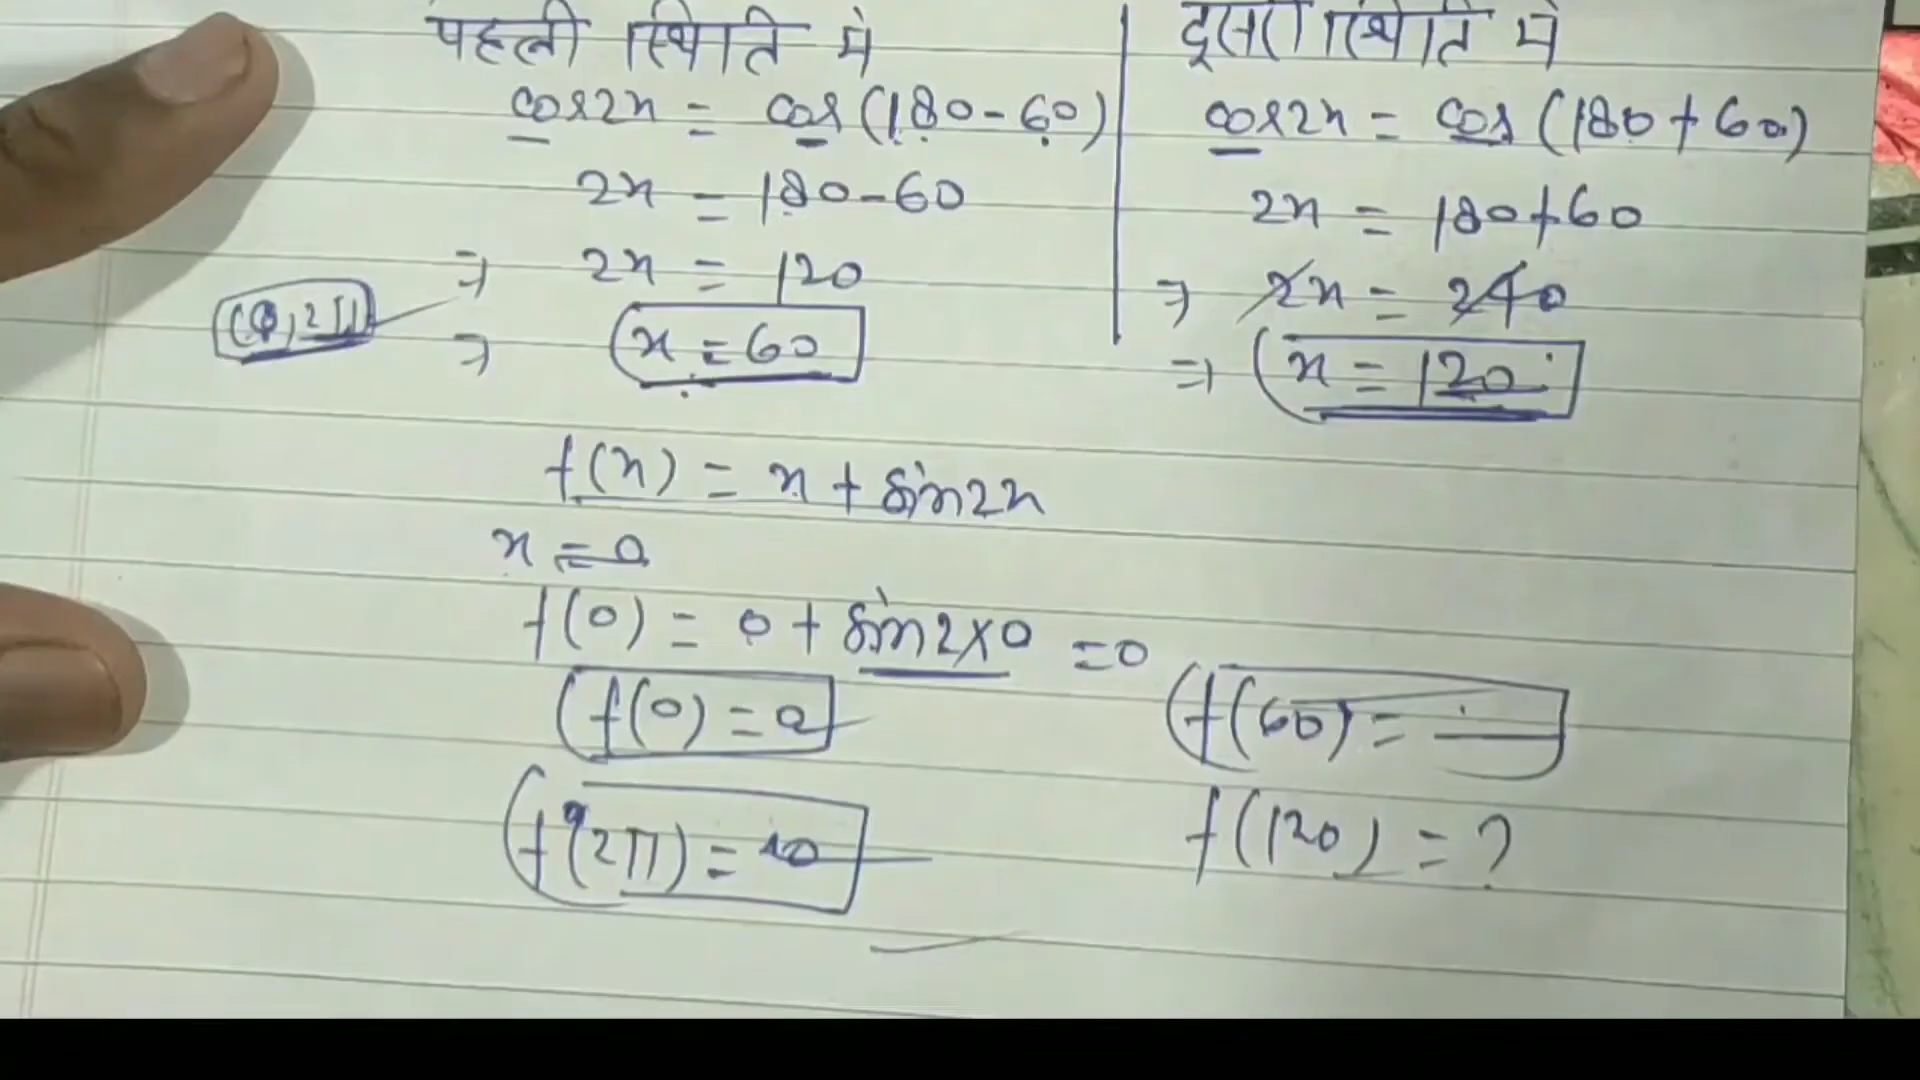 पहली स्थिति में
cos2x = cos(180-60)
2x = 180-60
⇒ 2x = 120
(0,2π)
⇒ x = 60
दूसरी स्थिति में
cos2x = cos(180+60)
2x = 180+60
⇒ 2x = 240
⇒ x = 120
f(x) = x + sin2x
x = 0
f(0) = 0 + sin2×0 = 0
f(0) = 0
f(2π) =
f(60) =
f(120) = ?